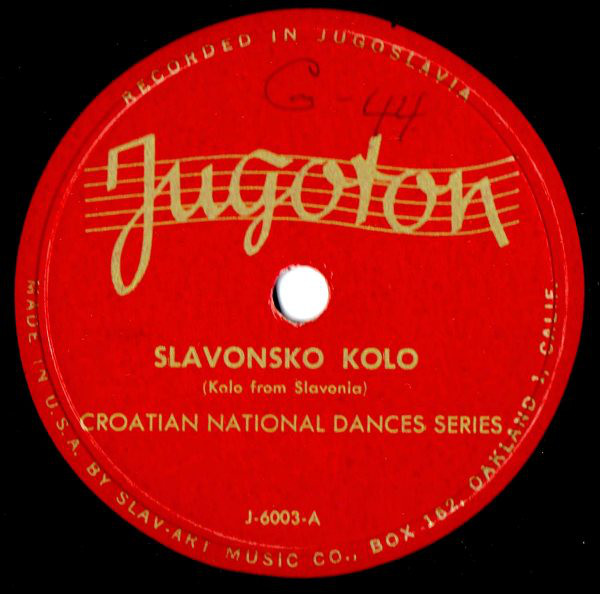 RECORDED IN JUGOSLAVIA
G-44
Jugoton
SLAVONSKO KOLO
(Kolo from Slavonia)
CROATIAN NATIONAL DANCES SERIES
J-6003-A
MADE IN U.S.A. BY SLAV-ART MUSIC CO., BOX 162, OAKLAND 1, CALIF.